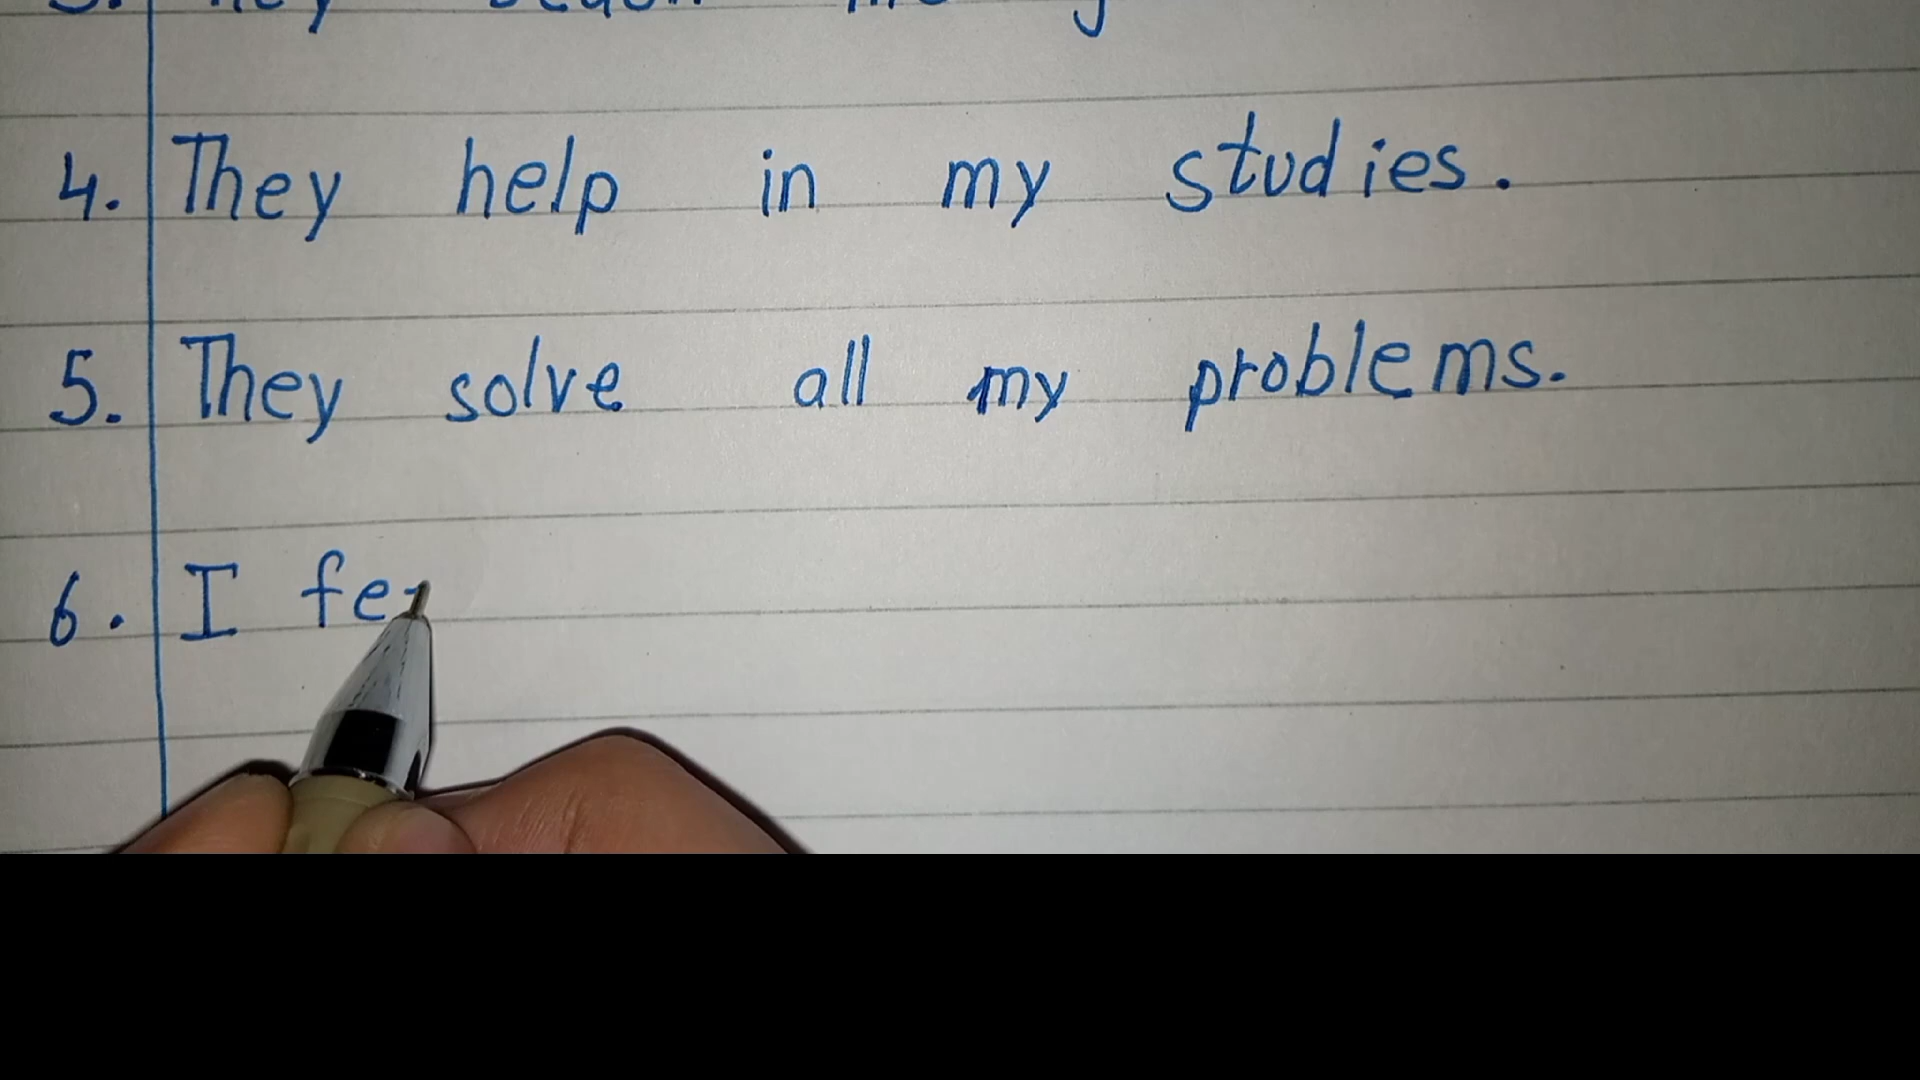 4. They help in my studies.
5. They solve all my problems.
6. I fe